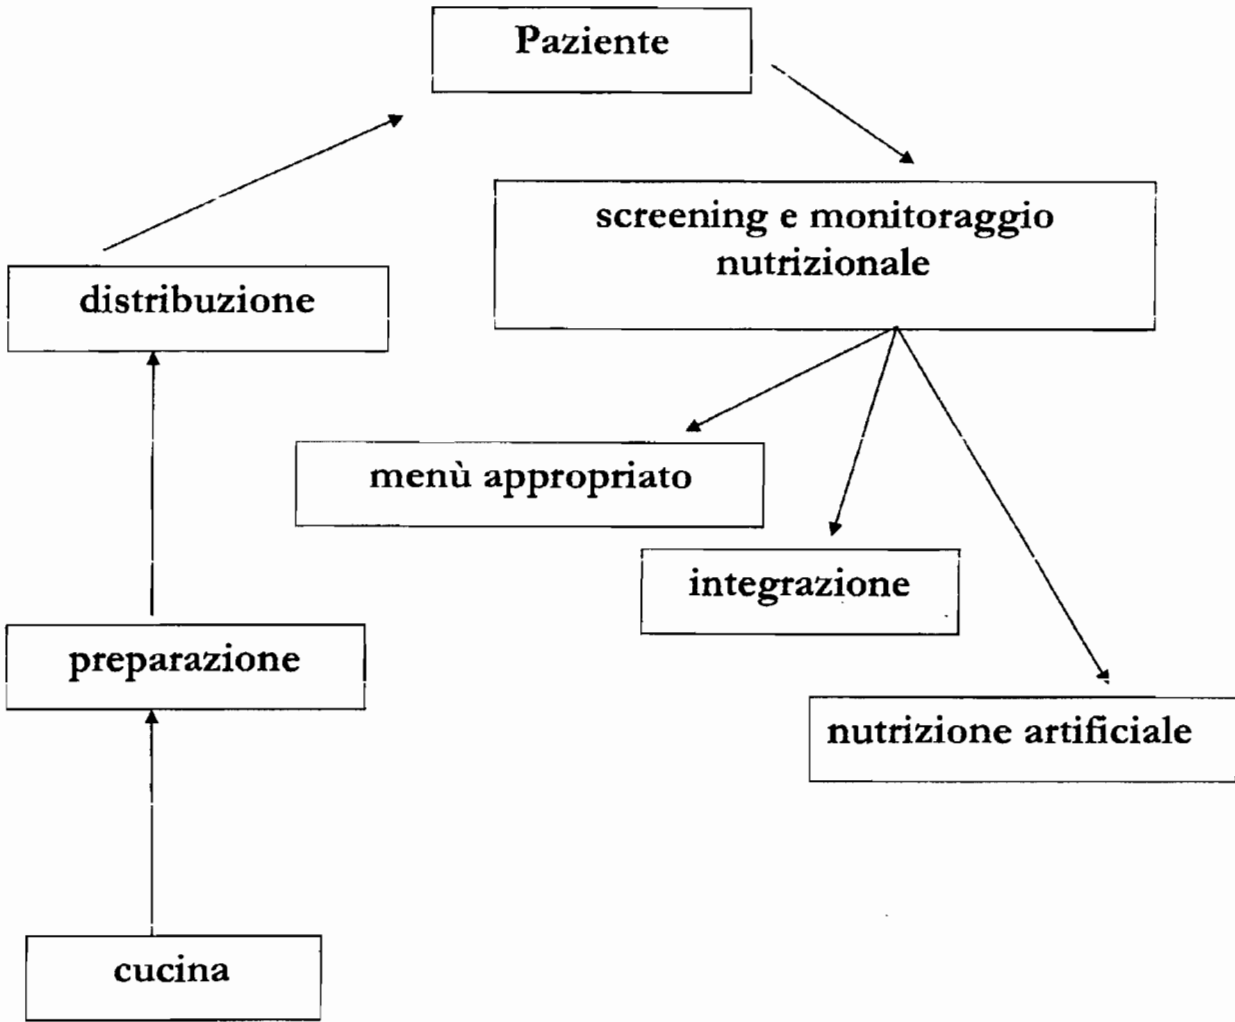 Paziente
screening e monitoraggio
nutrizionale
distribuzione
menù appropriato
integrazione
preparazione
nutrizione artificiale
cucina